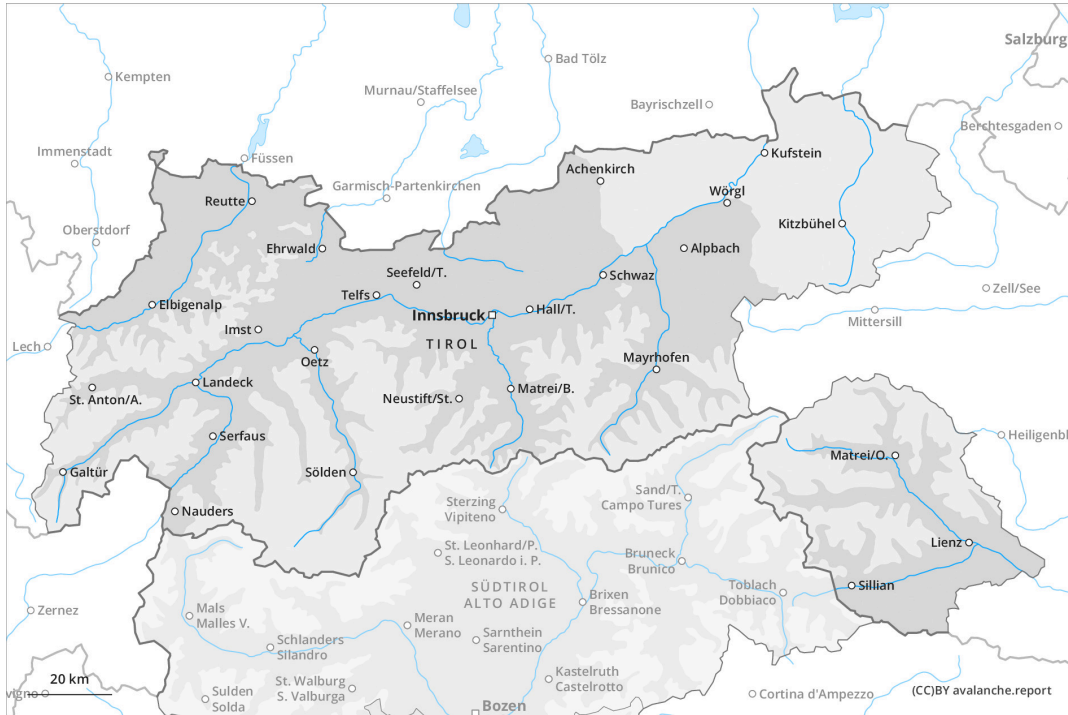 Salzburg
Bad Tölz
Kempten
Murnau/Staffelsee
Bayrischzell
Berchtesgaden
Immenstadt
Füssen
Kufstein
Achenkirch
Garmisch-Partenkirchen
Wörgl
Reutte
Oberstdorf
Kitzbühel
Ehrwald
Alpbach
Seefeld/T.
Schwaz
Zell/See
Telfs
Elbigenalp
Hall/T.
Innsbruck
Mittersill
Imst
TIROL
Lech
Oetz
Mayrhofen
Landeck
St. Anton/A.
Matrei/B.
Neustift/St.
Serfaus
Heiligenbl
Matrei/O.
Galtür
Sölden
Sand/T.
Campo Tures
Sterzing
Vipiteno
Nauders
Lienz
St. Leonhard/P.
S. Leonardo i. P.
Bruneck
Brunico
Sillian
SÜDTIROL
ALTO ADIGE
Toblach
Dobbiaco
Brixen
Bressanone
Zernez
Mals
Malles V.
Meran
Merano
Sarnthein
Sarentino
Schlanders
Silandro
Kastelruth
Castelrotto
St. Walburg
S. Valburga
20 km
vigno
Sulden
Solda
Cortina d'Ampezzo
(CC)BY avalanche.report
Bozen